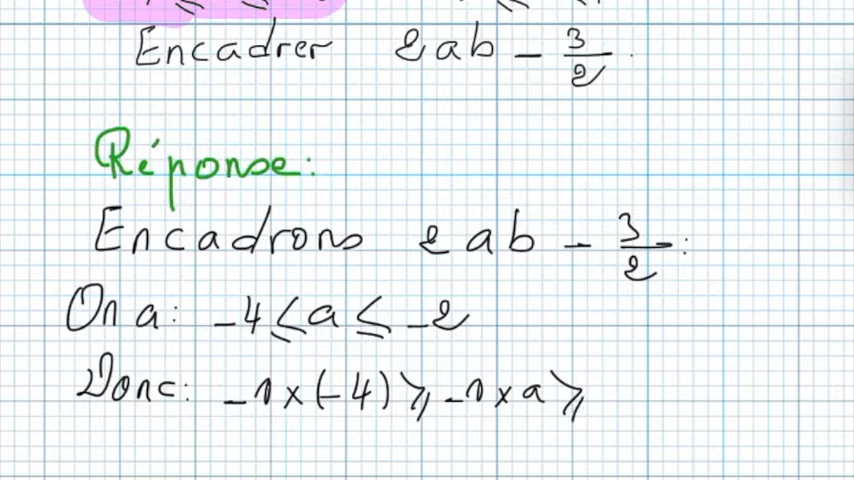 Encadrer 2ab - 3/2.
Réponse:
Encadrons 2ab - 3/2:
On a: -4 ≤ a ≤ -2
Donc: -1×(-4) ≥ -1×a ≥